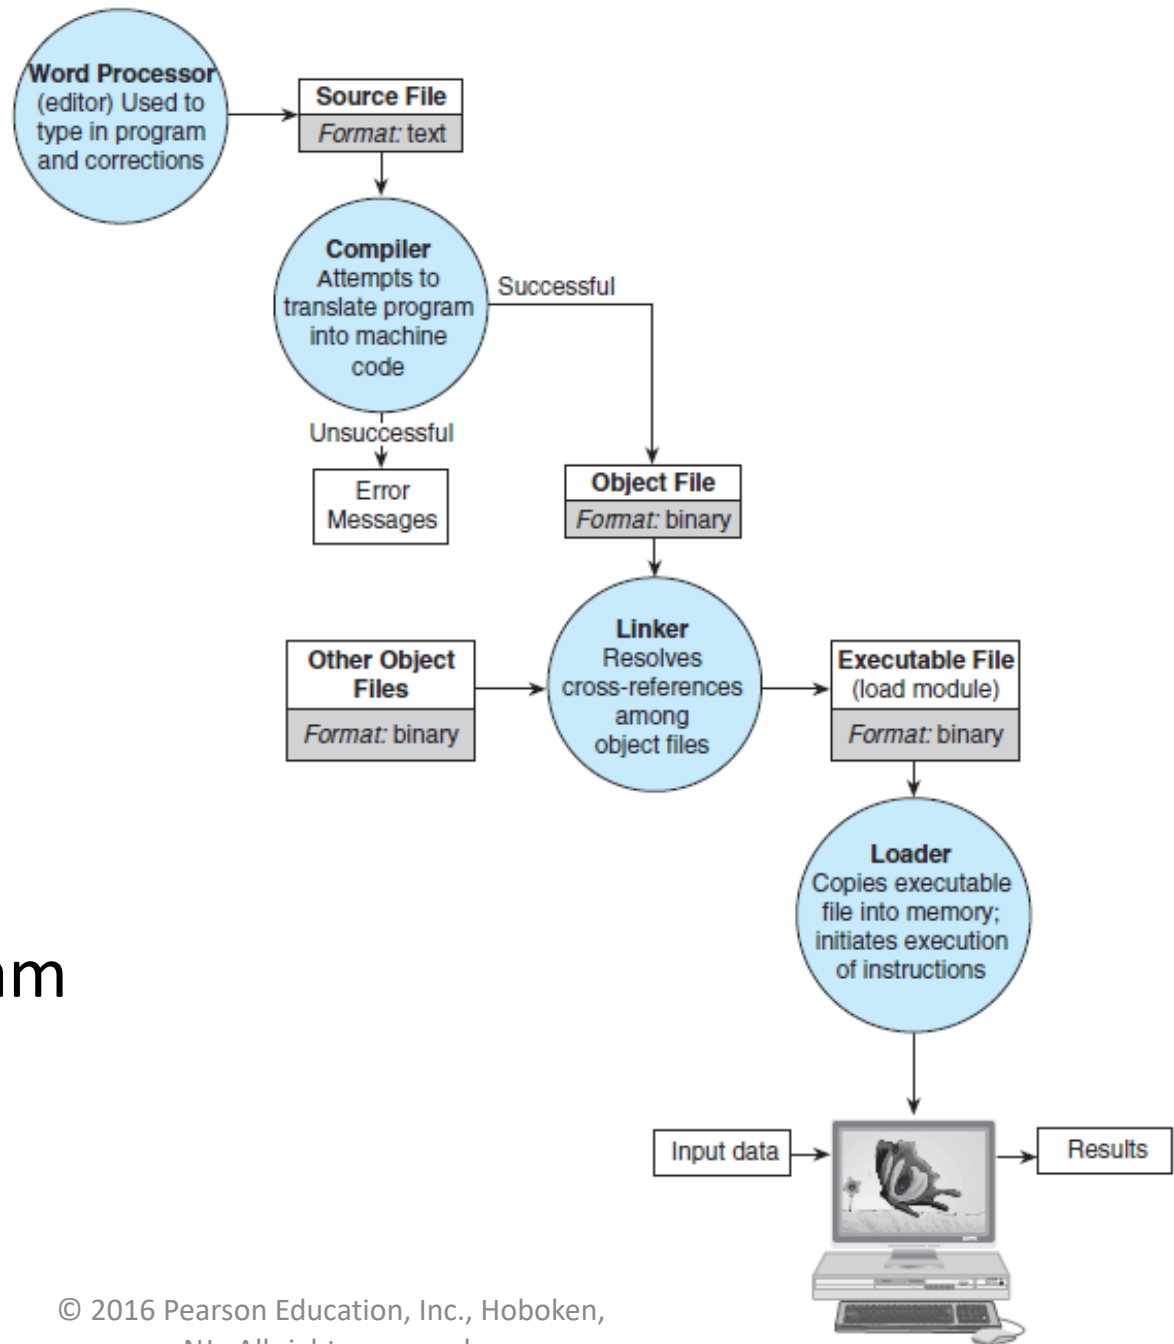 Word Processor
(editor) Used to
type in program
and corrections
Source File
Format: text
Compiler
Attempts to
translate program
into machine
code
Successful
Unsuccessful
Error
Messages
Object File
Format: binary
Other Object
Files
Format: binary
Linker
Resolves
cross-references
among
object files
Executable File
(load module)
Format: binary
Loader
Copies executable
file into memory;
initiates execution
of instructions
am
Input data
Results
© 2016 Pearson Education, Inc., Hoboken,